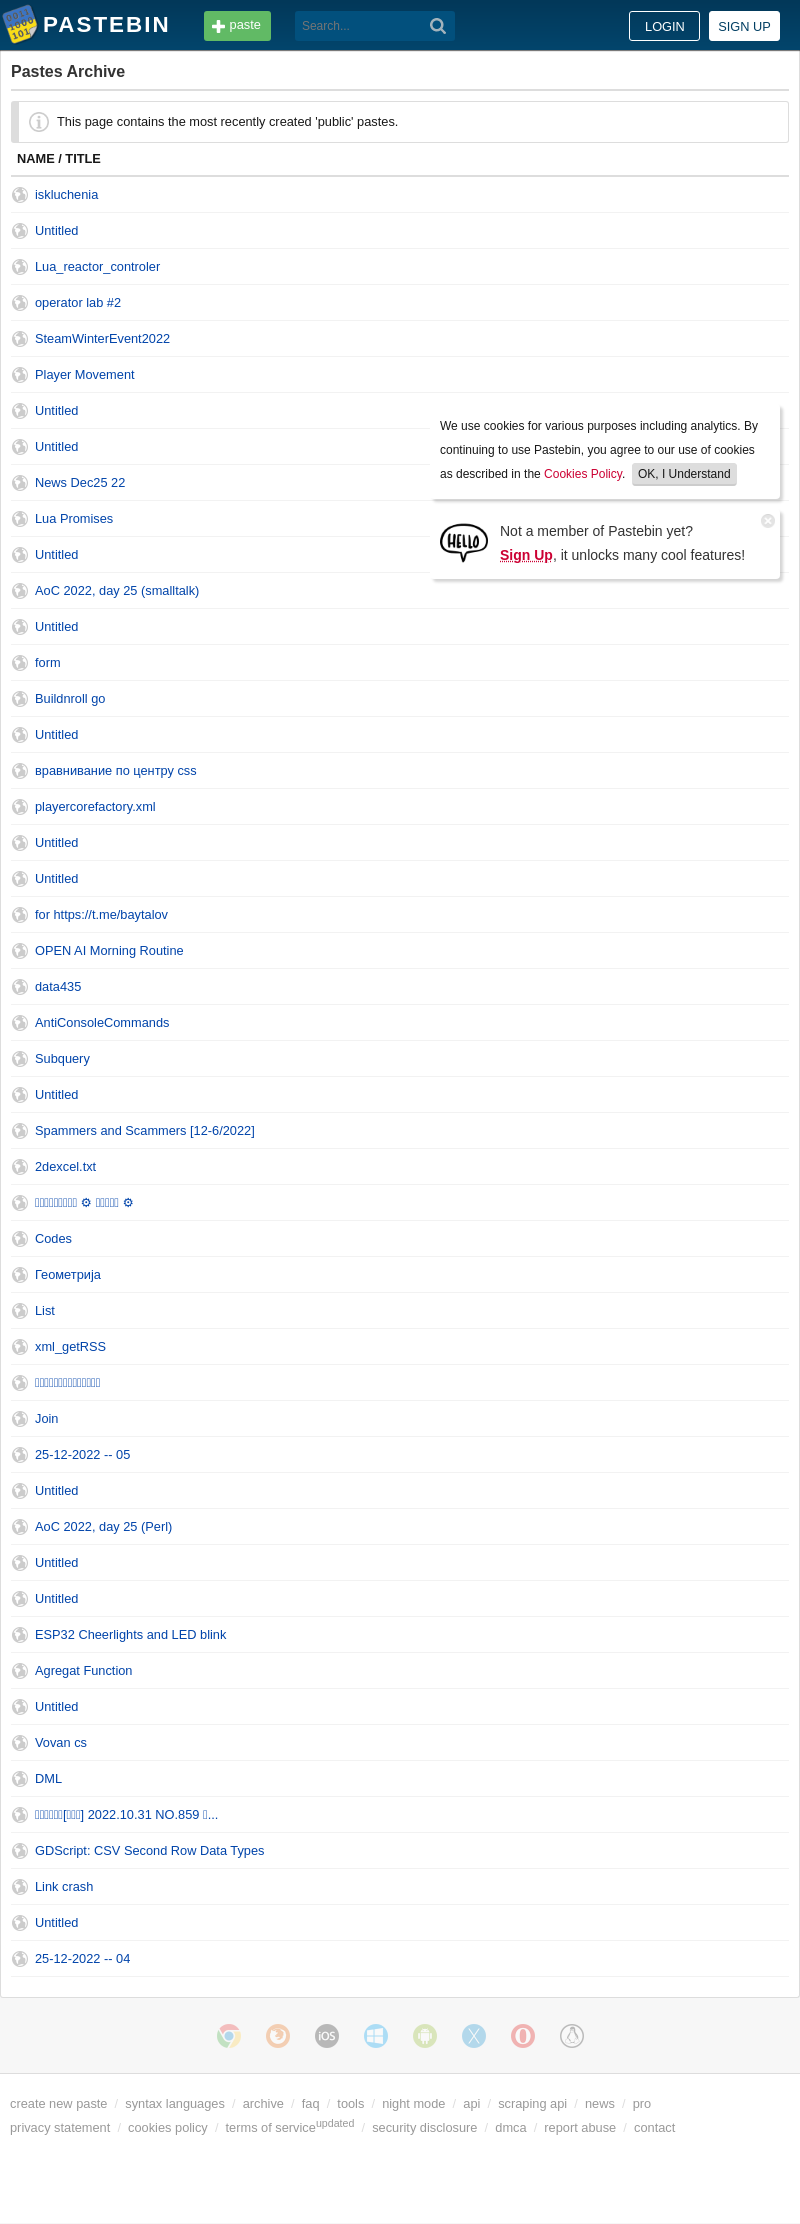 PASTEBIN
paste
Search...
LOGIN
SIGN UP
Pastes Archive
This page contains the most recently created 'public' pastes.
NAME / TITLE
iskluchenia
Untitled
Lua_reactor_controler
operator lab #2
SteamWinterEvent2022
Player Movement
Untitled
Untitled
News Dec25 22
Lua Promises
Untitled
We use cookies for various purposes including analytics. By
continuing to use Pastebin, you agree to our use of cookies
as described in the Cookies Policy. OK, I Understand
HELLO
Not a member of Pastebin yet?
Sign Up, it unlocks many cool features!
AoC 2022, day 25 (smalltalk)
Untitled
form
Buildnroll go
Untitled
вравнивание по центру css
playercorefactory.xml
Untitled
Untitled
for https://t.me/baytalov
OPEN AI Morning Routine
data435
AntiConsoleCommands
Subquery
Untitled
Spammers and Scammers [12-6/2022]
2dexcel.txt
⚙ ⚙
Codes
Геометрија
List
xml_getRSS
Join
25-12-2022 -- 05
Untitled
AoC 2022, day 25 (Perl)
Untitled
Untitled
ESP32 Cheerlights and LED blink
Agregat Function
Untitled
Vovan cs
DML
[] 2022.10.31 NO.859 ...
GDScript: CSV Second Row Data Types
Link crash
Untitled
25-12-2022 -- 04
iOS
create new paste / syntax languages / archive / faq / tools / night mode / api / scraping api / news / pro
privacy statement / cookies policy / terms of service updated / security disclosure / dmca / report abuse / contact